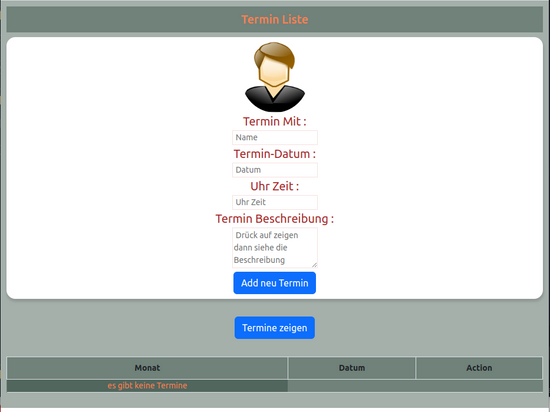 Termin Liste
Termin Mit :
Name
Termin-Datum :
Datum
Uhr Zeit :
Uhr Zeit
Termin Beschreibung :
Drück auf zeigen
dann siehe die
Beschreibung
Add neu Termin
Termine zeigen
Monat Datum Action
es gibt keine Termine